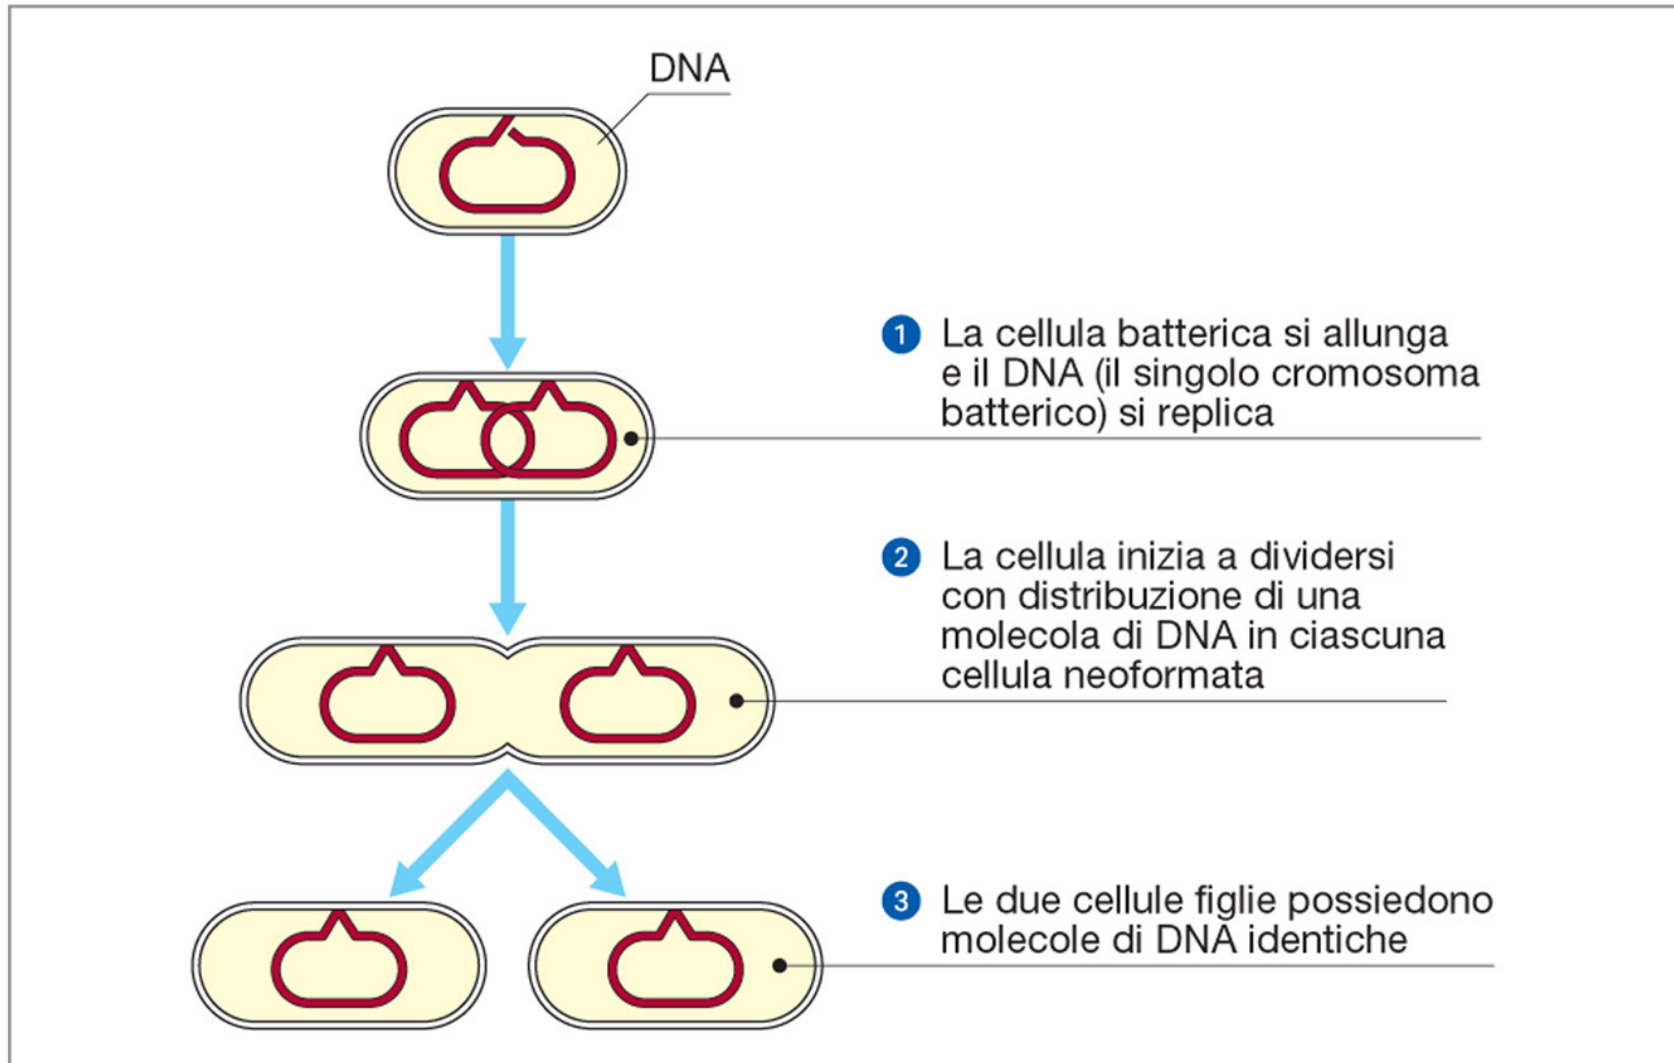 DNA
1 La cellula batterica si allunga
e il DNA (il singolo cromosoma
batterico) si replica
2 La cellula inizia a dividersi
con distribuzione di una
molecola di DNA in ciascuna
cellula neoformata
3 Le due cellule figlie possiedono
molecole di DNA identiche